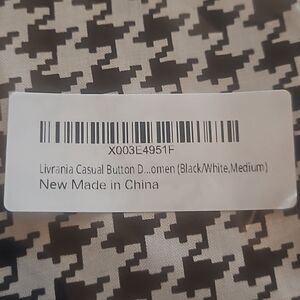 X003E4951F
Livrania Casual Button D...omen (Black/White,Medium)
New Made in China